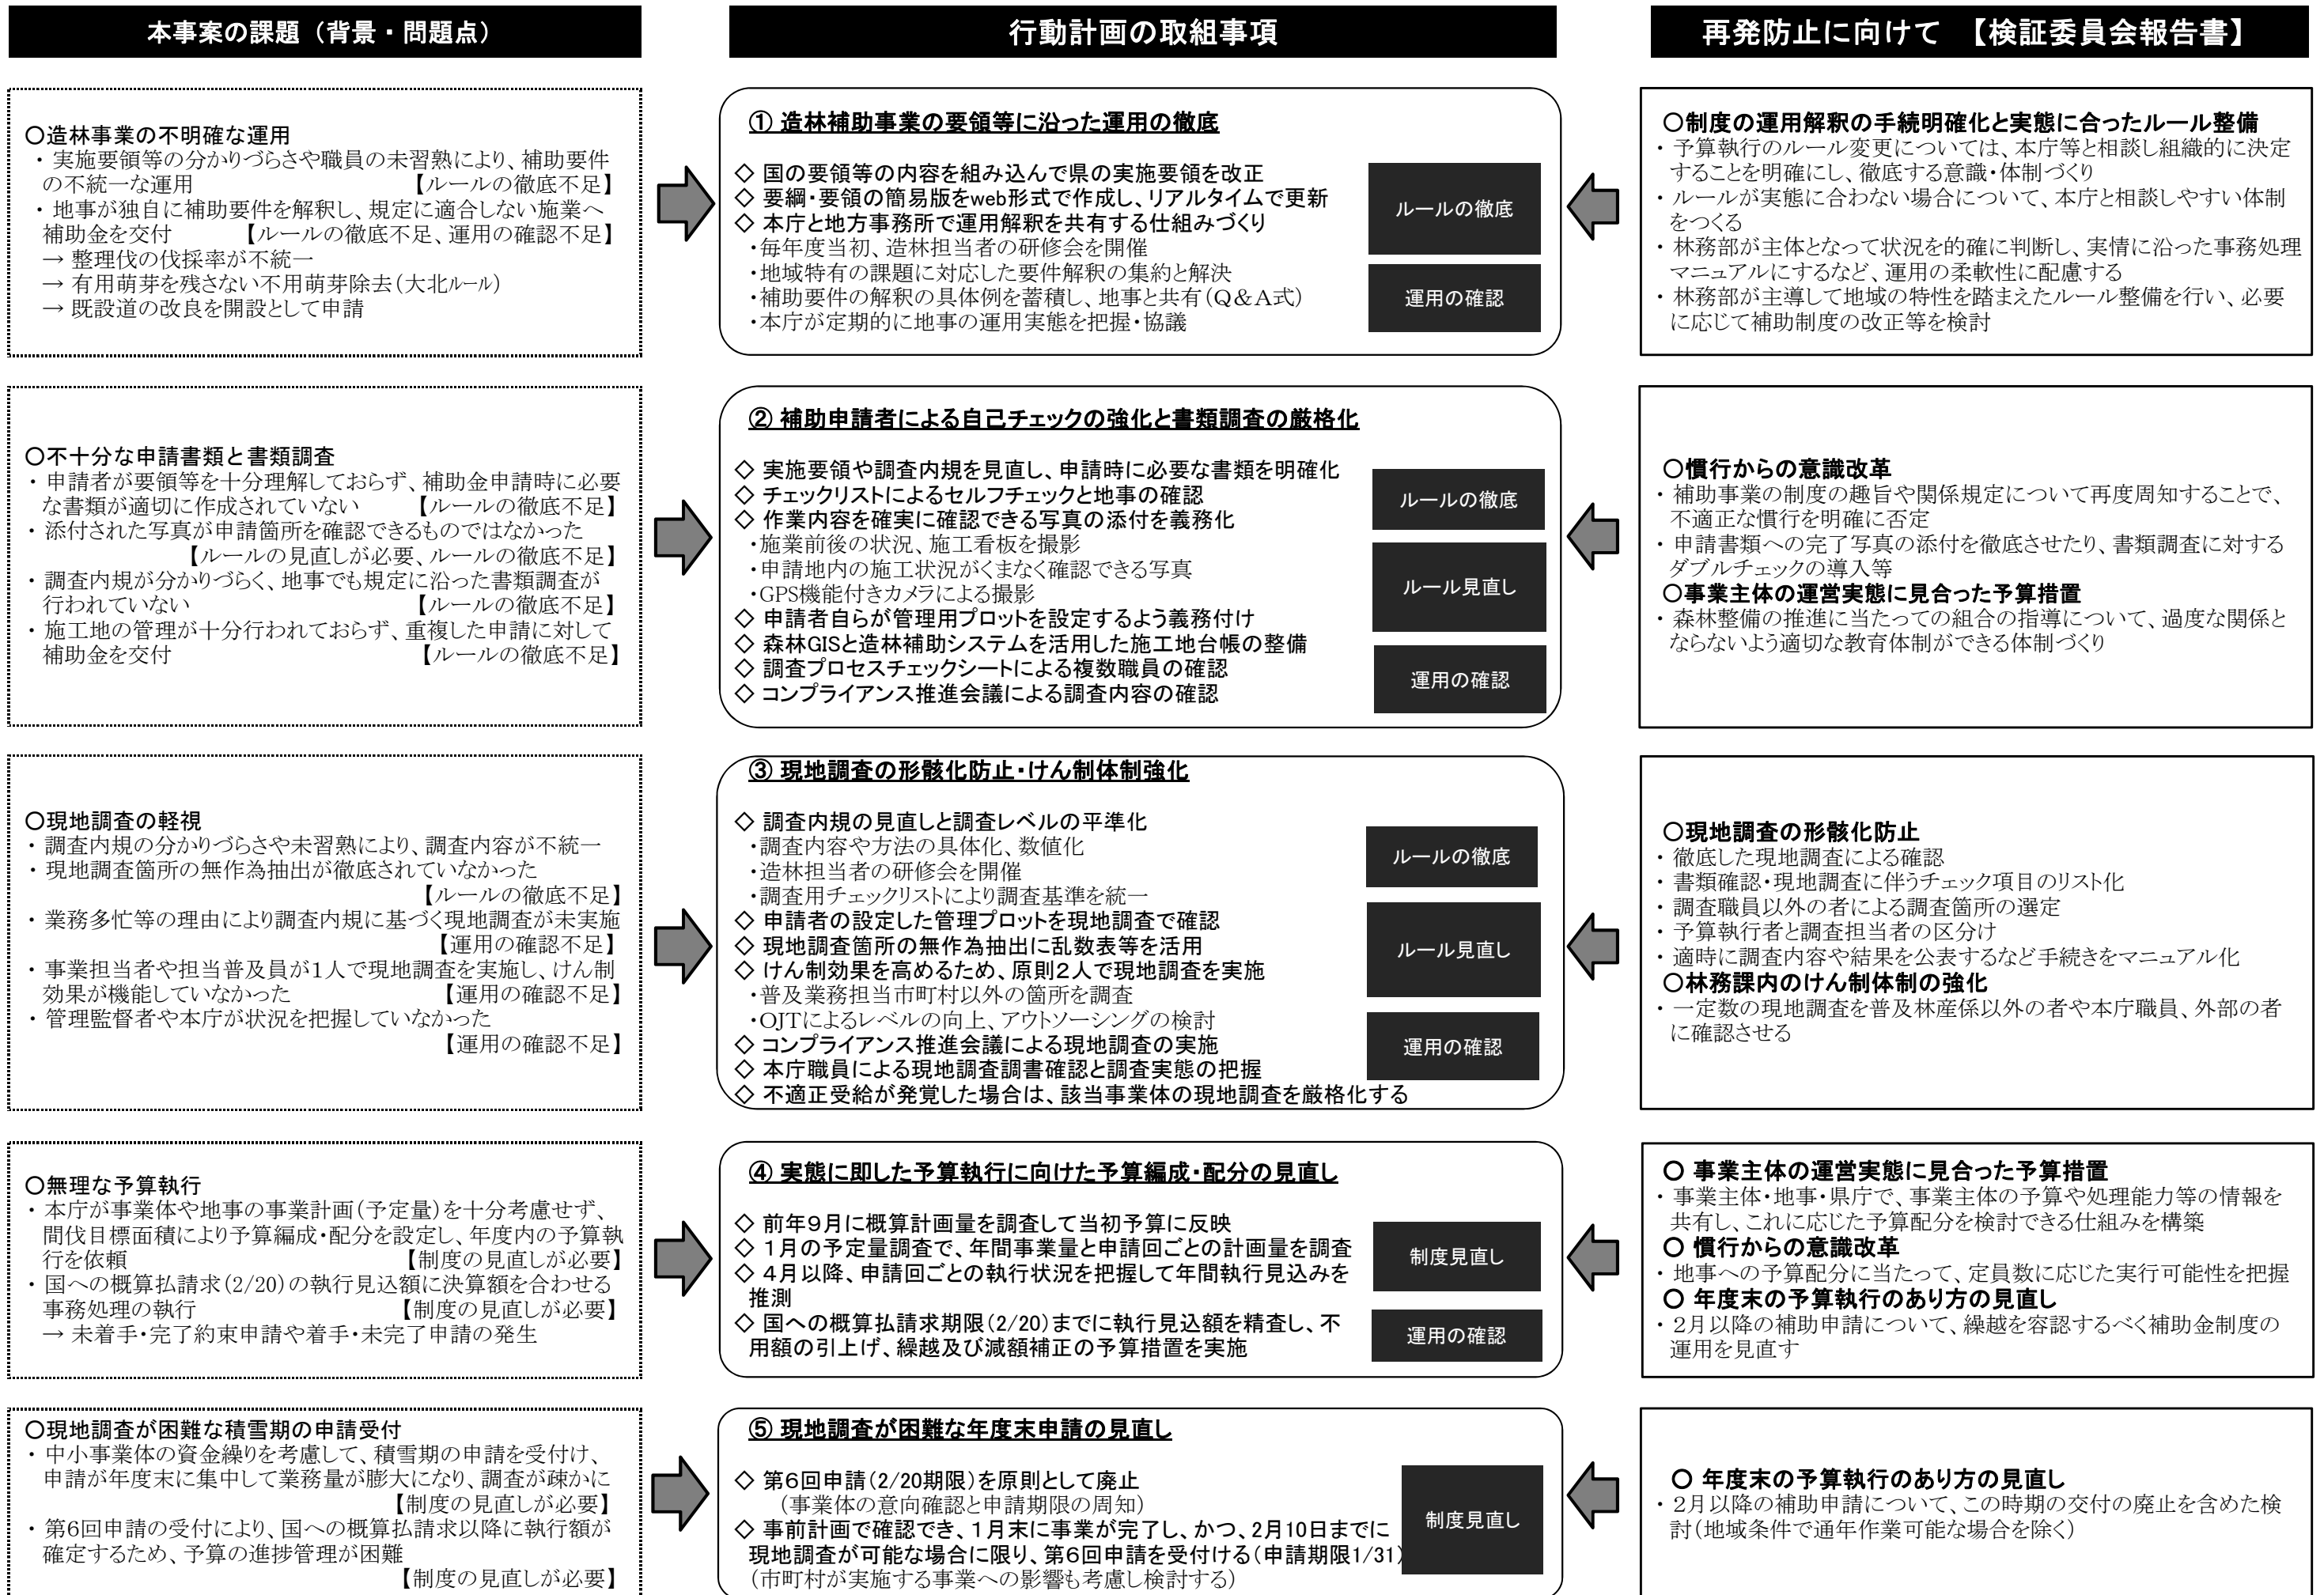 本事案の課題（背景・問題点）
行動計画の取組事項
再発防止に向けて　【検証委員会報告書】
〇造林事業の不明確な運用
・実施要領等の分かりづらさや職員の未習熟により、補助要件
の不統一な運用　【ルールの徹底不足】
・地事が独自に補助要件を解釈し、規定に適合しない施業へ
補助金を交付　【ルールの徹底不足、運用の確認不足】
→ 整理伐の伐採率が不統一
→ 有用萌芽を残さない不用萌芽除去（大北ルール）
→ 既設道の改良を開設として申請
① 造林補助事業の要領等に沿った運用の徹底
◇ 国の要領等の内容を組み込んで県の実施要領を改正
◇ 要綱・要領の簡易版をweb形式で作成し、リアルタイムで更新
◇ 本庁と地方事務所で運用解釈を共有する仕組みづくり
・毎年度当初、造林担当者の研修会を開催
・地域特有の課題に対応した要件解釈の集約と解決
・補助要件の解釈の具体例を蓄積し、地事と共有（Q＆A式）
・本庁が定期的に地事の運用実態を把握・協議
ルールの徹底
運用の確認
〇制度の運用解釈の手続明確化と実態に合ったルール整備
・予算執行のルール変更については、本庁等と相談し組織的に決定
することを明確にし、徹底する意識・体制づくり
・ルールが実態に合わない場合について、本庁と相談しやすい体制
をつくる
・林務部が主体となって状況を的確に判断し、実情に沿った事務処理
マニュアルにするなど、運用の柔軟性に配慮する
・林務部が主導して地域の特性を踏まえたルール整備を行い、必要
に応じて補助制度の改正等を検討
〇不十分な申請書類と書類調査
・申請者が要領等を十分理解しておらず、補助金申請時に必要
な書類が適切に作成されていない　【ルールの徹底不足】
・添付された写真が申請箇所を確認できるものではなかった
【ルールの見直しが必要、ルールの徹底不足】
・調査内規が分かりづらく、地事でも規定に沿った書類調査が
行われていない　【ルールの徹底不足】
・施工地の管理が十分行われておらず、重複した申請に対して
補助金を交付　【ルールの徹底不足】
② 補助申請者による自己チェックの強化と書類調査の厳格化
◇ 実施要領や調査内規を見直し、申請時に必要な書類を明確化
◇ チェックリストによるセルフチェックと地事の確認
◇ 作業内容を確実に確認できる写真の添付を義務化
・施業前後の状況、施工看板を撮影
・申請地内の施工状況がくまなく確認できる写真
・GPS機能付きカメラによる撮影
◇ 申請者自らが管理用プロットを設定するよう義務付け
◇ 森林GISと造林補助システムを活用した施工地台帳の整備
◇ 調査プロセスチェックシートによる複数職員の確認
◇ コンプライアンス推進会議による調査内容の確認
ルールの徹底
ルール見直し
運用の確認
〇慣行からの意識改革
・補助事業の制度の趣旨や関係規定について再度周知することで、
不適正な慣行を明確に否定
・申請書類への完了写真の添付を徹底させたり、書類調査に対する
ダブルチェックの導入等
〇事業主体の運営実態に見合った予算措置
・森林整備の推進に当たっての組合の指導について、過度な関係と
ならないよう適切な教育体制ができる体制づくり
〇現地調査の軽視
・調査内規の分かりづらさや未習熟により、調査内容が不統一
・現地調査箇所の無作為抽出が徹底されていなかった
【ルールの徹底不足】
・業務多忙等の理由により調査内規に基づく現地調査が未実施
【運用の確認不足】
・事業担当者や担当普及員が1人で現地調査を実施し、けん制
効果が機能していなかった　【運用の確認不足】
・管理監督者や本庁が状況を把握していなかった
【運用の確認不足】
③ 現地調査の形骸化防止・けん制体制強化
◇ 調査内規の見直しと調査レベルの平準化
・調査内容や方法の具体化、数値化
・造林担当者の研修会を開催
・調査用チェックリストにより調査基準を統一
◇ 申請者の設定した管理プロットを現地調査で確認
◇ 現地調査箇所の無作為抽出に乱数表等を活用
◇ けん制効果を高めるため、原則２人で現地調査を実施
・普及業務担当市町村以外の箇所を調査
・OJTによるレベルの向上、アウトソーシングの検討
◇ コンプライアンス推進会議による現地調査の実施
◇ 本庁職員による現地調査調書確認と調査実態の把握
◇ 不適正受給が発覚した場合は、該当事業体の現地調査を厳格化する
ルールの徹底
ルール見直し
運用の確認
〇現地調査の形骸化防止
・徹底した現地調査による確認
・書類確認・現地調査に伴うチェック項目のリスト化
・調査職員以外の者による調査箇所の選定
・予算執行者と調査担当者の区分け
・適時に調査内容や結果を公表するなど手続きをマニュアル化
〇林務課内のけん制体制の強化
・一定数の現地調査を普及林産係以外の者や本庁職員、外部の者
に確認させる
〇無理な予算執行
・本庁が事業体や地事の事業計画（予定量）を十分考慮せず、
間伐目標面積により予算編成・配分を設定し、年度内の予算執
行を依頼　【制度の見直しが必要】
・国への概算払請求（2/20）の執行見込額に決算額を合わせる
事務処理の執行　【制度の見直しが必要】
→ 未着手・完了約束申請や着手・未完了申請の発生
④ 実態に即した予算執行に向けた予算編成・配分の見直し
◇ 前年９月に概算計画量を調査して当初予算に反映
◇ １月の予定量調査で、年間事業量と申請回ごとの計画量を調査
◇ ４月以降、申請回ごとの執行状況を把握して年間執行見込みを
推測
◇ 国への概算払請求期限（2/20）までに執行見込額を精査し、不
用額の引上げ、繰越及び減額補正の予算措置を実施
制度見直し
運用の確認
〇 事業主体の運営実態に見合った予算措置
・事業主体・地事・県庁で、事業主体の予算や処理能力等の情報を
共有し、これに応じた予算配分を検討できる仕組みを構築
〇 慣行からの意識改革
・地事への予算配分に当たって、定員数に応じた実行可能性を把握
〇 年度末の予算執行のあり方の見直し
・２月以降の補助申請について、繰越を容認するべく補助金制度の
運用を見直す
〇現地調査が困難な積雪期の申請受付
・中小事業体の資金繰りを考慮して、積雪期の申請を受付け、
申請が年度末に集中して業務量が膨大になり、調査が疎かに
【制度の見直しが必要】
・第6回申請の受付により、国への概算払請求以降に執行額が
確定するため、予算の進捗管理が困難
【制度の見直しが必要】
⑤ 現地調査が困難な年度末申請の見直し
◇ 第６回申請（2/20期限）を原則として廃止
（事業体の意向確認と申請期限の周知）
◇ 事前計画で確認でき、１月末に事業が完了し、かつ、2月10日までに
現地調査が可能な場合に限り、第６回申請を受付ける（申請期限1/31）
（市町村が実施する事業への影響も考慮し検討する）
制度見直し
〇 年度末の予算執行のあり方の見直し
・２月以降の補助申請について、この時期の交付の廃止を含めた検
討（地域条件で通年作業可能な場合を除く）